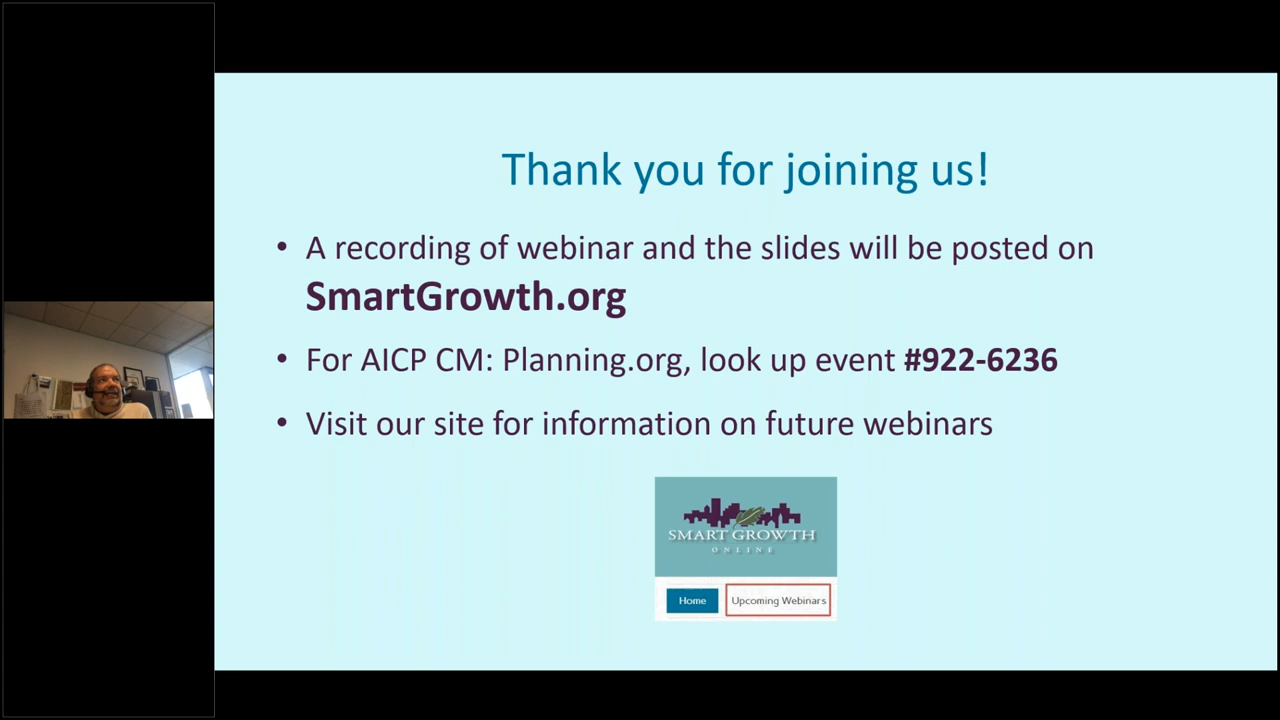 Thank you for joining us!
• A recording of webinar and the slides will be posted on
SmartGrowth.org
• For AICP CM: Planning.org, look up event #922-6236
• Visit our site for information on future webinars
SMART GROWTH
ONLINE
Home Upcoming Webinars